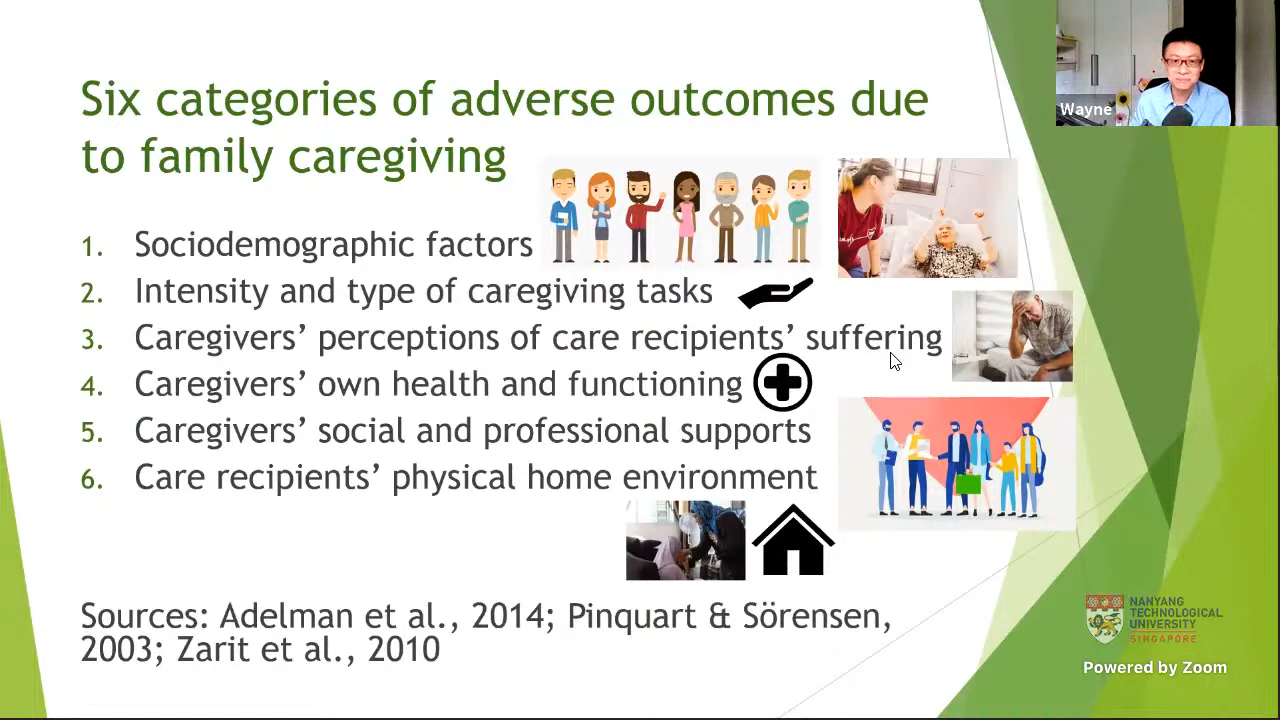 Six categories of adverse outcomes due
to family caregiving
1. Sociodemographic factors
2. Intensity and type of caregiving tasks
3. Caregivers’ perceptions of care recipients’ suffering
4. Caregivers’ own health and functioning
5. Caregivers’ social and professional supports
6. Care recipients’ physical home environment
Sources: Adelman et al., 2014; Pinquart & Sörensen,
2003; Zarit et al., 2010
Wayne
NANYANG
TECHNOLOGICAL
UNIVERSITY
SINGAPORE
Powered by Zoom